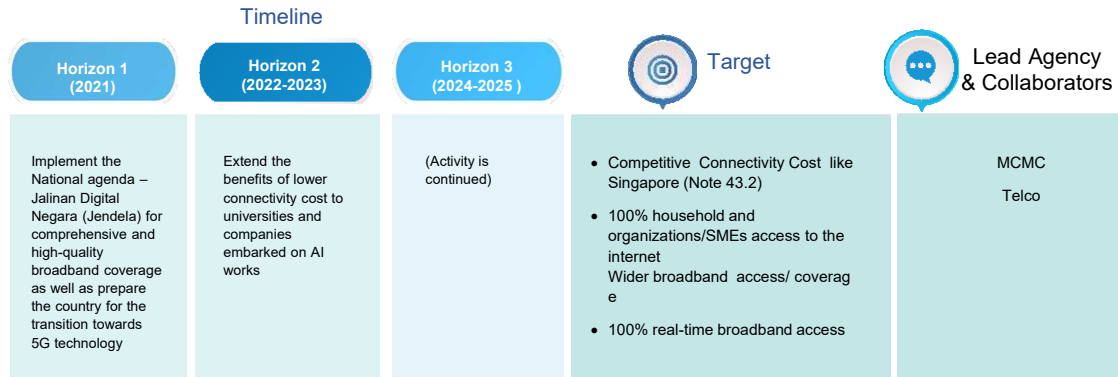 Timeline
Horizon 1
(2021)
Horizon 2
(2022-2023)
Horizon 3
(2024-2025 )
Target
Lead Agency
& Collaborators
Implement the
National agenda –
Jalinan Digital
Negara (Jendela) for
comprehensive and
high-quality
broadband coverage
as well as prepare
the country for the
transition towards
5G technology
Extend the
benefits of lower
connectivity cost to
universities and
companies
embarked on AI
works
(Activity is
continued)
• Competitive Connectivity Cost like
Singapore (Note 43.2)
• 100% household and
organizations/SMEs access to the
internet
Wider broadband access/ coverag
e
• 100% real-time broadband access
MCMC
Telco